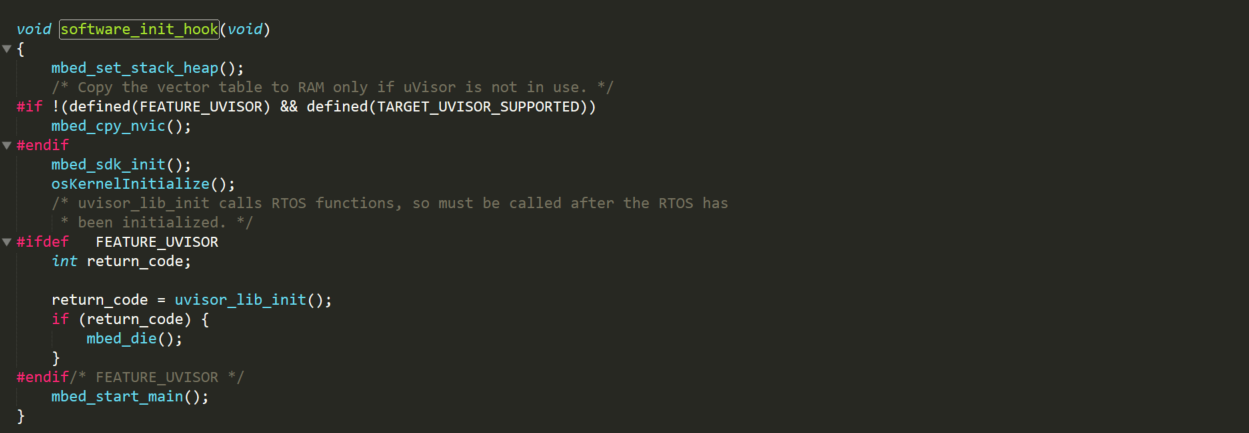 void software_init_hook(void)
{
    mbed_set_stack_heap();
    /* Copy the vector table to RAM only if uVisor is not in use. */
#if !(defined(FEATURE_UVISOR) && defined(TARGET_UVISOR_SUPPORTED))
    mbed_cpy_nvic();
#endif
    mbed_sdk_init();
    osKernelInitialize();
    /* uvisor_lib_init calls RTOS functions, so must be called after the RTOS has
     * been initialized. */
#ifdef   FEATURE_UVISOR
    int return_code;

    return_code = uvisor_lib_init();
    if (return_code) {
        mbed_die();
    }
#endif/* FEATURE_UVISOR */
    mbed_start_main();
}